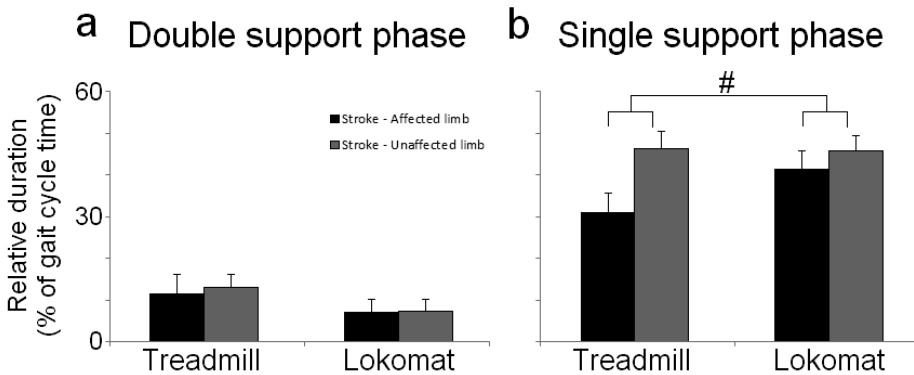 a Double support phase
b Single support phase
Relative duration
(% of gait cycle time)
60
30
0
Stroke - Affected limb
Stroke - Unaffected limb
#
Treadmill Lokomat
Treadmill Lokomat